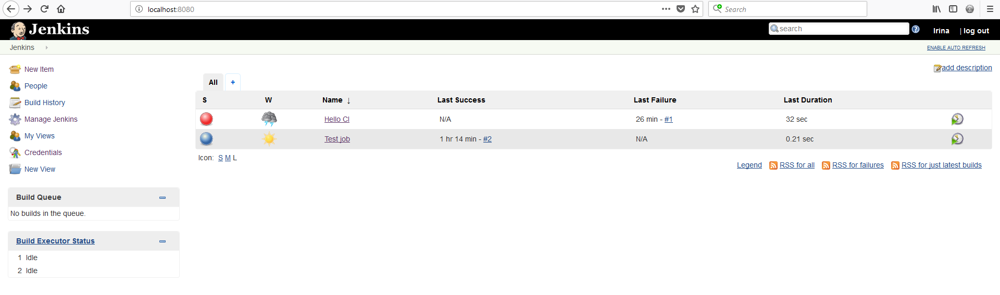 localhost:8080 Search
Jenkins search Irina | log out
Jenkins ENABLE AUTO REFRESH
add description
New Item
People
Build History
Manage Jenkins
My Views
Credentials
New View
Build Queue
No builds in the queue.
Build Executor Status
1 Idle
2 Idle
All +
S W Name ↓ Last Success Last Failure Last Duration
Hello CI N/A 26 min - #1 32 sec
Test job 1 hr 14 min - #2 N/A 0.21 sec
Icon: S M L
Legend RSS for all RSS for failures RSS for just latest builds